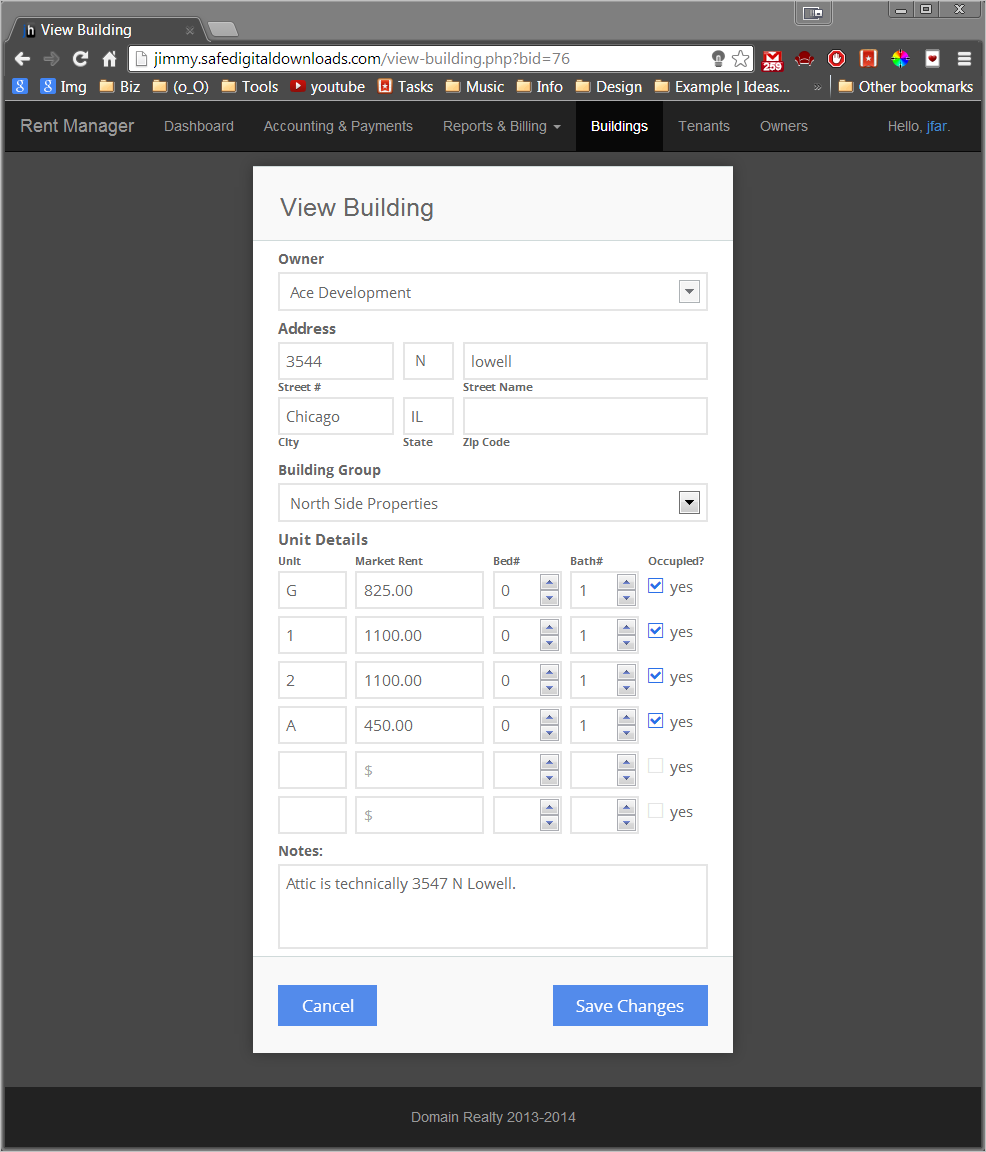 View Building
jimmy.safedigitaldownloads.com/view-building.php?bid=76
259
8 8 Img Biz (o_O) Tools youtube Tasks Music Info Design Example | Ideas... » Other bookmarks
Rent Manager Dashboard Accounting & Payments Reports & Billing Buildings Tenants Owners Hello, jfar.
View Building
Owner
Ace Development
Address
3544 N lowell
Street # Street Name
Chicago IL
City State Zip Code
Building Group
North Side Properties
Unit Details
Unit Market Rent Bed# Bath# Occupied?
G 825.00 0 1 yes
1 1100.00 0 1 yes
2 1100.00 0 1 yes
A 450.00 0 1 yes
$ yes
$ yes
Notes:
Attic is technically 3547 N Lowell.
Cancel Save Changes
Domain Realty 2013-2014